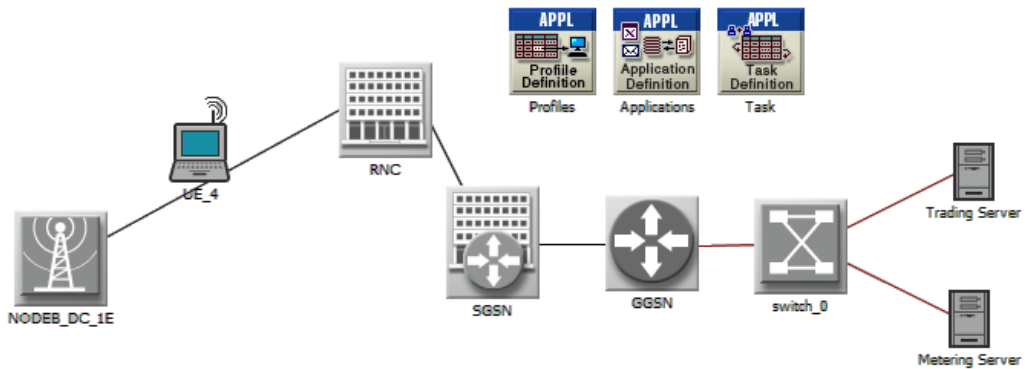 APPL
Profiile
Definition
Profiles
APPL
Application
Definition
Applications
APPL
Task
Definition
Task
RNC
UE_4
NODEB_DC_1E
SGSN
GGSN
switch_0
Trading Server
Metering Server